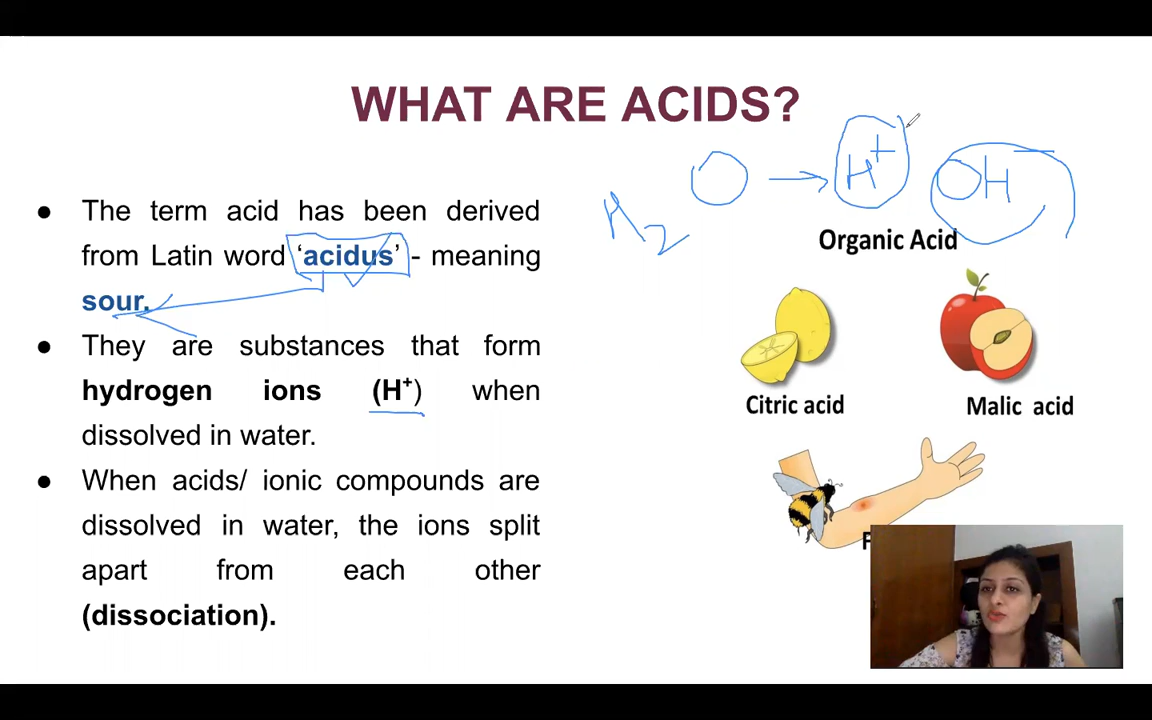 WHAT ARE ACIDS?
H₂O → H⁺ OH⁻
● The term acid has been derived
from Latin word ‘acidus’ - meaning
sour.
● They are substances that form
hydrogen ions (H⁺) when
dissolved in water.
● When acids/ ionic compounds are
dissolved in water, the ions split
apart from each other
(dissociation).
Organic Acid
Citric acid
Malic acid